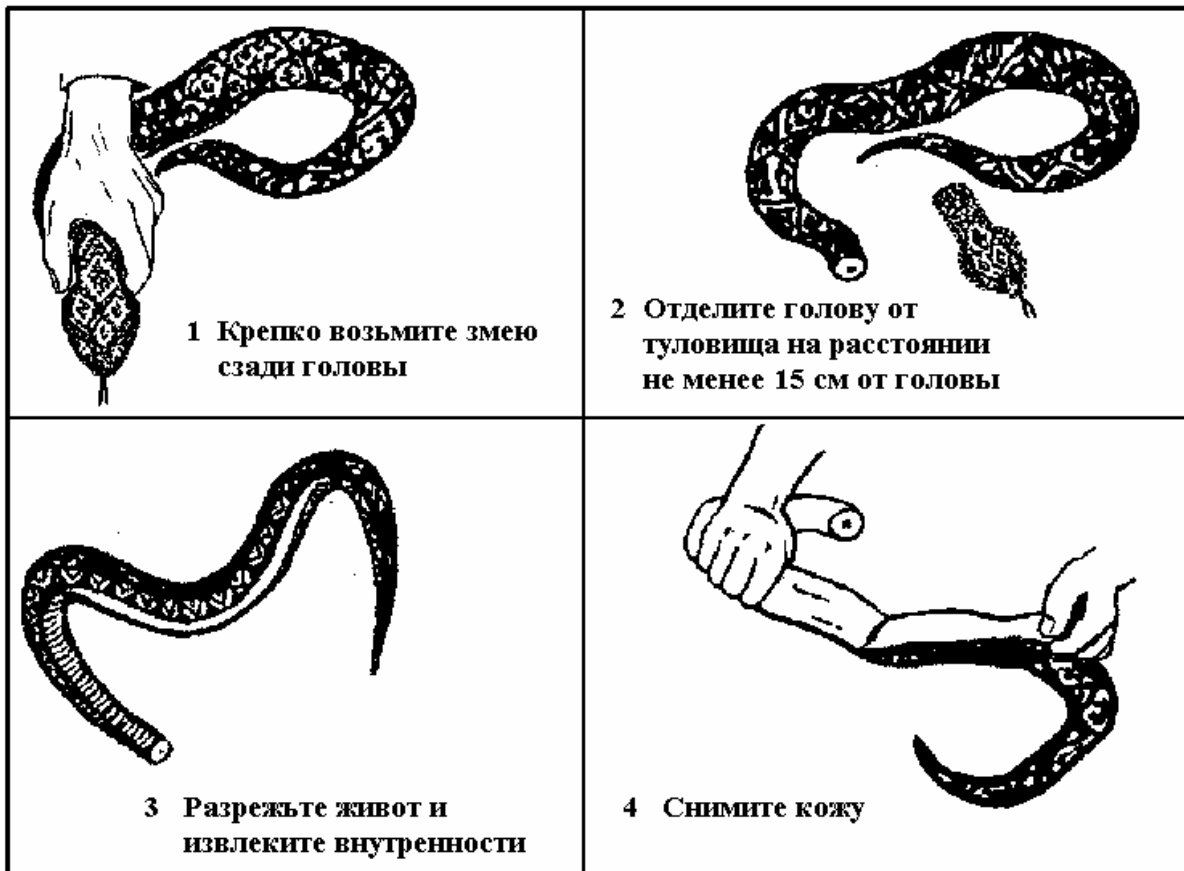 1 Крепко возьмите змею
сзади головы
2 Отделите голову от
туловища на расстоянии
не менее 15 см от головы
3 Разрежьте живот и
извлеките внутренности
4 Снимите кожу